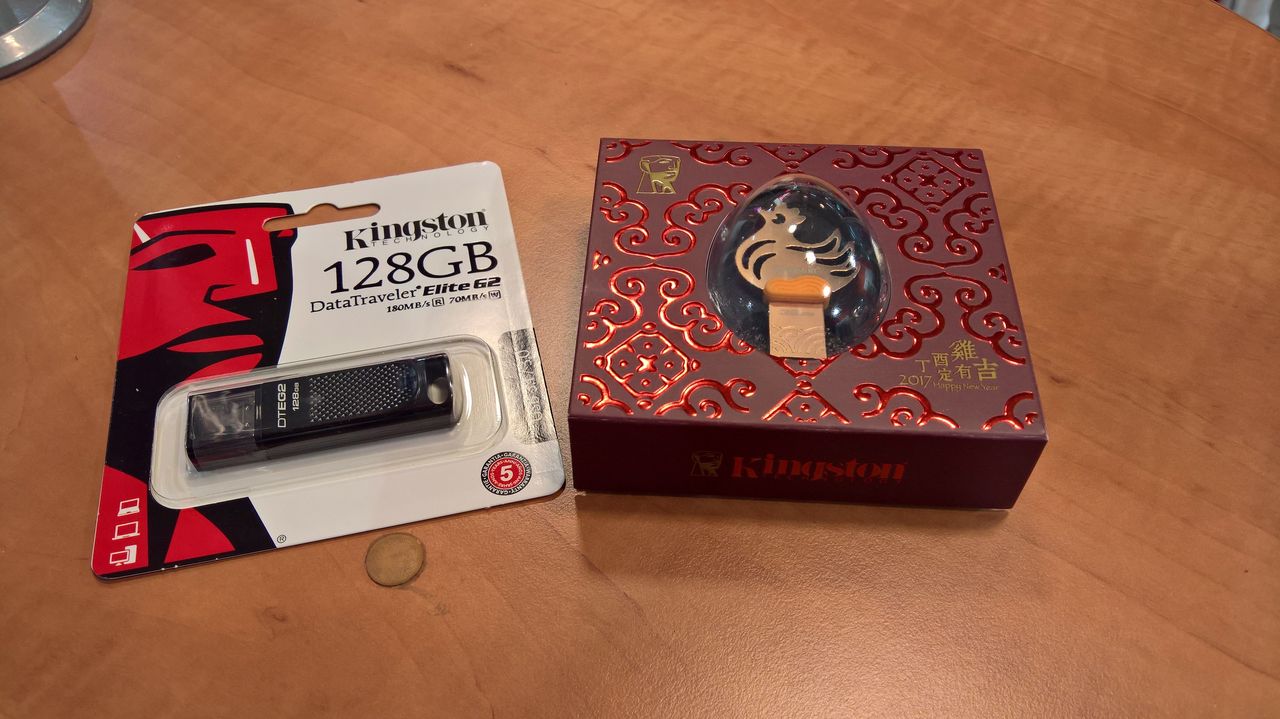 Kingston
TECHNOLOGY
128GB
DataTraveler® Elite G2
180MB/s R 70MB/s W
DTEG2
128GB
5
®
雞
酉有吉
丁定
2017 Happy New Year
Kingston